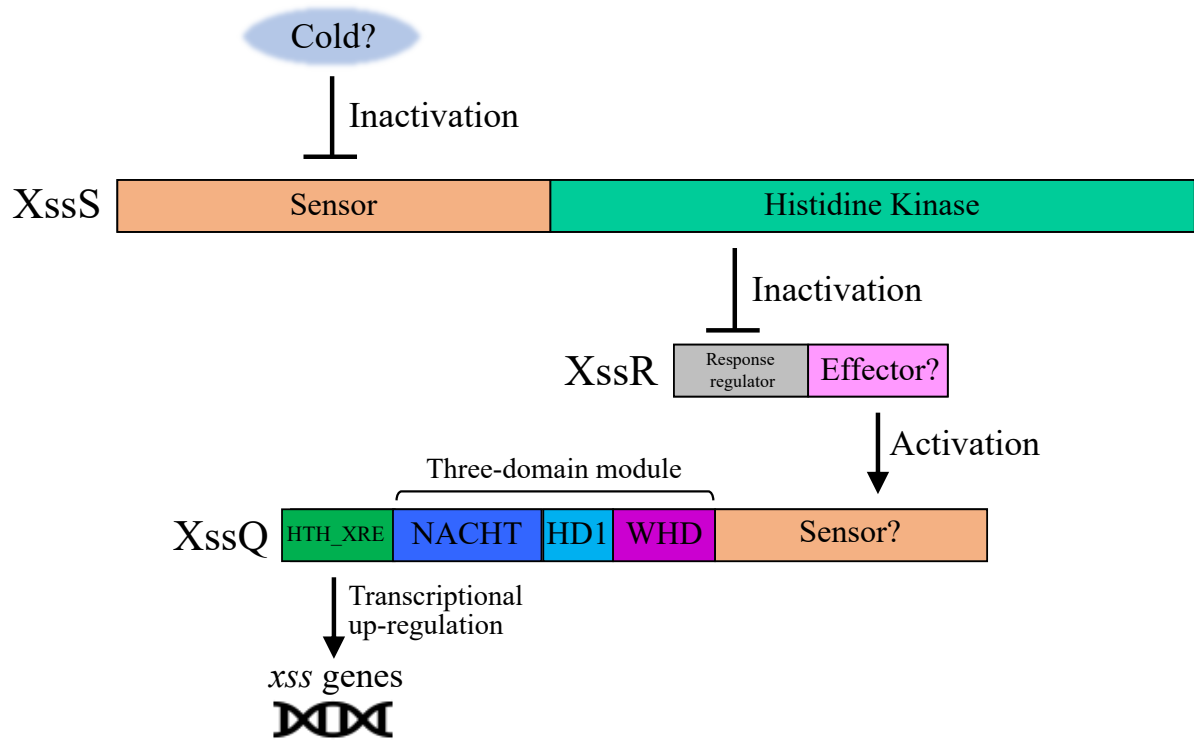 Cold?
Inactivation
XssS
Sensor
Histidine Kinase
Inactivation
XssR
Response
regulator
Effector?
Activation
Three-domain module
XssQ
HTH_XRE
NACHT
HD1
WHD
Sensor?
Transcriptional
up-regulation
xss genes